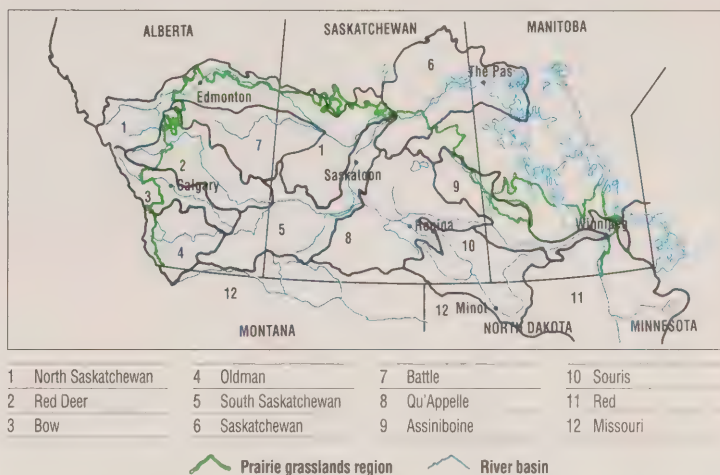 ALBERTA SASKATCHEWAN MANITOBA
6
The Pas
Edmonton
1
7
1
2
Saskatoon
9
3
Calgary
Regina
Winnipeg
4
5
8
10
12
11
12
Minot
MONTANA
NORTH DAKOTA
MINNESOTA
1 North Saskatchewan 4 Oldman 7 Battle 10 Souris
2 Red Deer 5 South Saskatchewan 8 Qu'Appelle 11 Red
3 Bow 6 Saskatchewan 9 Assiniboine 12 Missouri
Prairie grasslands region River basin